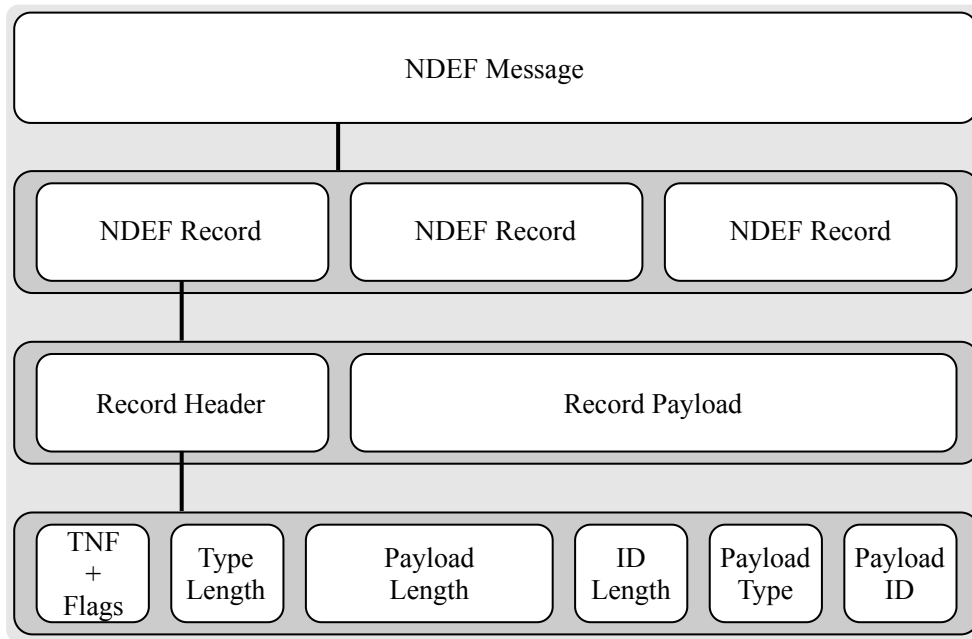 NDEF Message
NDEF Record
NDEF Record
NDEF Record
Record Header
Record Payload
TNF
+
Flags
Type
Length
Payload
Length
ID
Length
Payload
Type
Payload
ID